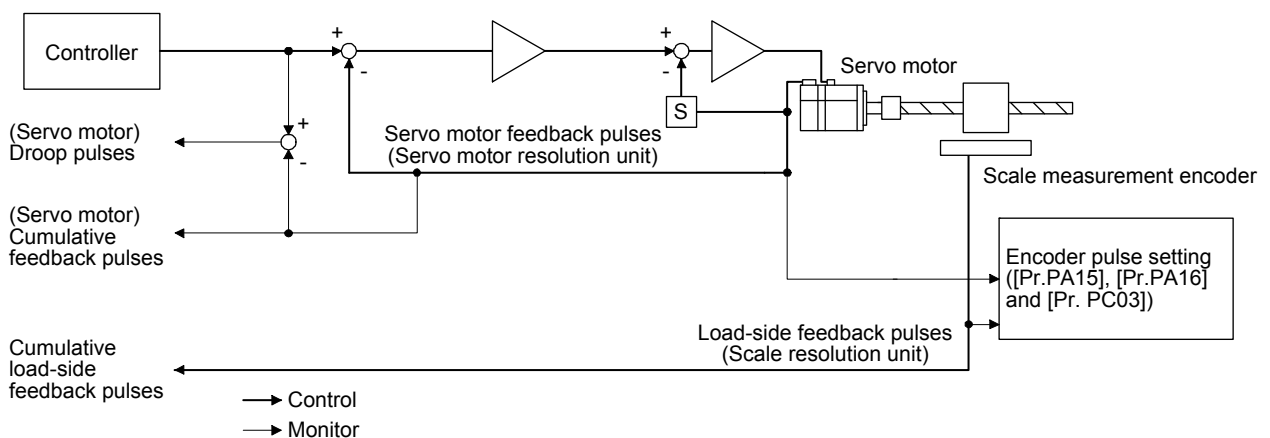 Controller
+
-
+
-
S
Servo motor
(Servo motor)
Droop pulses
+
-
Servo motor feedback pulses
(Servo motor resolution unit)
Scale measurement encoder
(Servo motor)
Cumulative
feedback pulses
Encoder pulse setting
([Pr.PA15], [Pr.PA16]
and [Pr. PC03])
Load-side feedback pulses
(Scale resolution unit)
Cumulative
load-side
feedback pulses
Control
Monitor